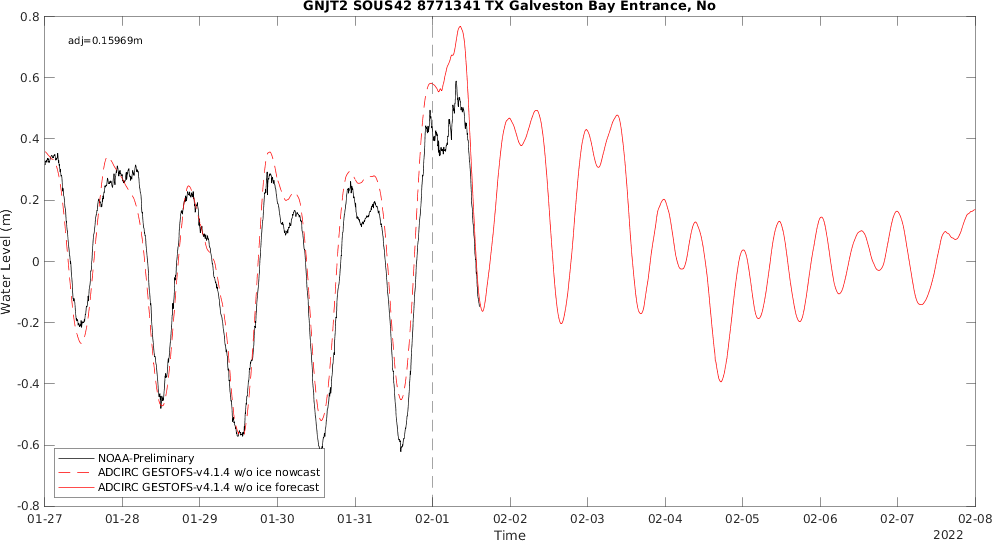 GNJT2 SOUS42 8771341 TX Galveston Bay Entrance, No
adj=0.15969m
0.8
0.6
0.4
0.2
0
-0.2
-0.4
-0.6
-0.8
Water Level (m)
NOAA-Preliminary
ADCIRC GESTOFS-v4.1.4 w/o ice nowcast
ADCIRC GESTOFS-v4.1.4 w/o ice forecast
01-27 01-28 01-29 01-30 01-31 02-01 02-02 02-03 02-04 02-05 02-06 02-07 02-08
Time
2022